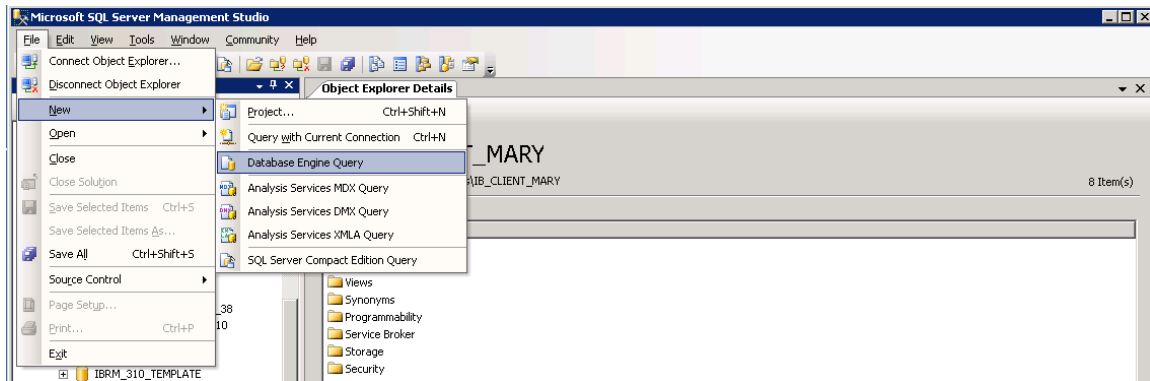 Microsoft SQL Server Management Studio
File Edit View Tools Window Community Help
Connect Object Explorer...
Disconnect Object Explorer
New
Open
Close
Close Solution
Save Selected Items Ctrl+S
Save Selected Items As...
Save All Ctrl+Shift+S
Source Control
Page Setup...
Print... Ctrl+P
Exit
Project... Ctrl+Shift+N
Query with Current Connection Ctrl+N
Database Engine Query
Analysis Services MDX Query
Analysis Services DMX Query
Analysis Services XMLA Query
SQL Server Compact Edition Query
Object Explorer Details
T_MARY
\IB_CLIENT_MARY
8 Item(s)
Views
Synonyms
Programmability
Service Broker
Storage
Security
_38
10
IBRM_310_TEMPLATE